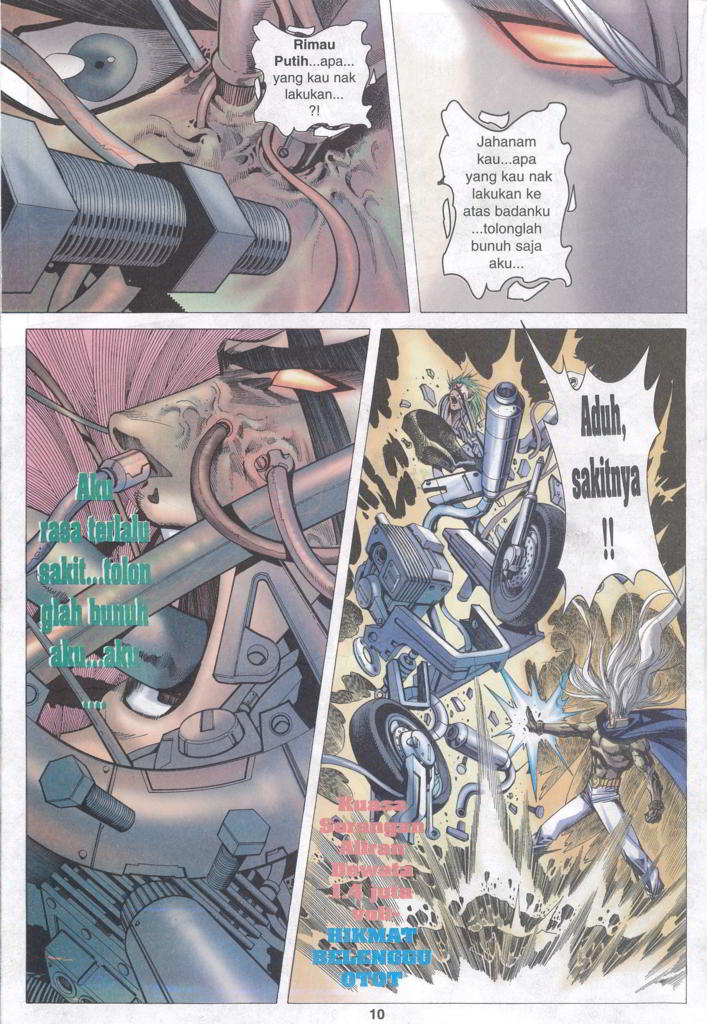 Rimau
Putih...apa...
yang kau nak
lakukan...
?!
Jahanam
kau...apa
yang kau nak
lakukan ke
atas badanku
...tolonglah
bunuh saja
aku...
Aku
rasa terlalu
sakit...tolon
glah bunuh
aku...aku
....
Aduh,
sakitnya
!!
Kuasa
Serangan
Aliran
Dewata
1.4 juta
volt-
HIKMAT
BELENGGU
OTOT
10